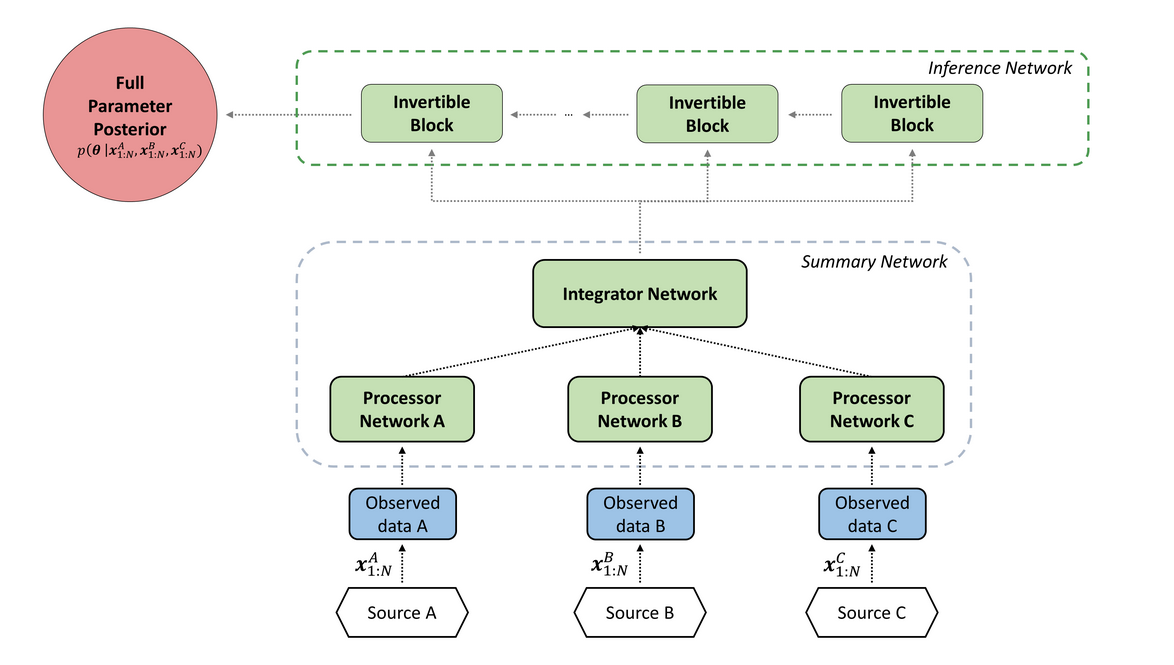 Full
Parameter
Posterior
p(θ |x^A_{1:N}, x^B_{1:N}, x^C_{1:N})
Inference Network
Invertible
Block
...
Invertible
Block
Invertible
Block
Summary Network
Integrator Network
Processor
Network A
Processor
Network B
Processor
Network C
Observed
data A
Observed
data B
Observed
data C
x^A_{1:N}
x^B_{1:N}
x^C_{1:N}
Source A
Source B
Source C